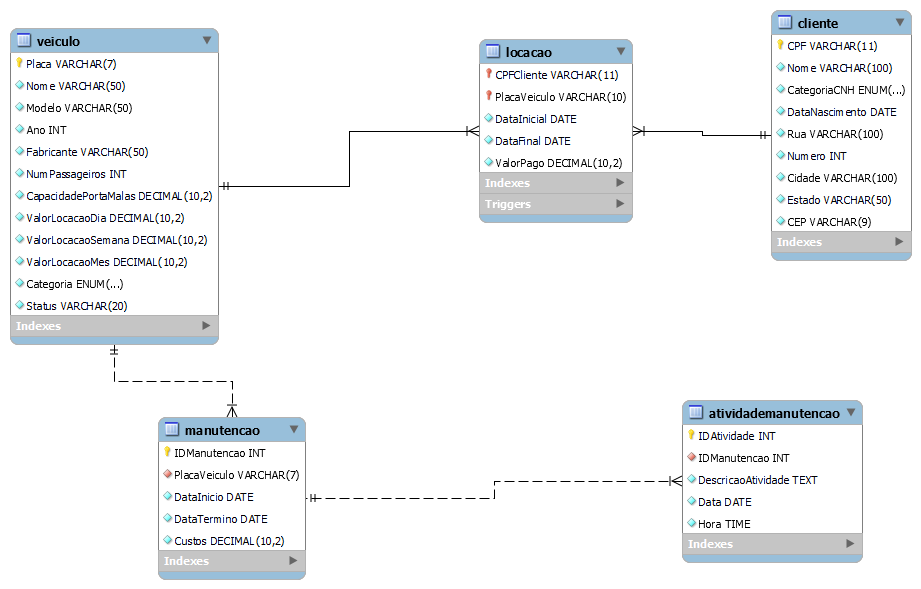 veiculo
Placa VARCHAR(7)
Nome VARCHAR(50)
Modelo VARCHAR(50)
Ano INT
Fabricante VARCHAR(50)
NumPassageiros INT
CapacidadePortaMalas DECIMAL(10,2)
ValorLocacaoDia DECIMAL(10,2)
ValorLocacaoSemana DECIMAL(10,2)
ValorLocacaoMes DECIMAL(10,2)
Categoria ENUM(...)
Status VARCHAR(20)
Indexes
locacao
CPFCliente VARCHAR(11)
PlacaVeiculo VARCHAR(10)
DataInicial DATE
DataFinal DATE
ValorPago DECIMAL(10,2)
Indexes
Triggers
cliente
CPF VARCHAR(11)
Nome VARCHAR(100)
CategoriaCNH ENUM(...)
DataNascimento DATE
Rua VARCHAR(100)
Numero INT
Cidade VARCHAR(100)
Estado VARCHAR(50)
CEP VARCHAR(9)
Indexes
manutencao
IDManutencao INT
PlacaVeiculo VARCHAR(7)
DataInicio DATE
DataTermino DATE
Custos DECIMAL(10,2)
Indexes
atividademanutencao
IDAtividade INT
IDManutencao INT
DescricaoAtividade TEXT
Data DATE
Hora TIME
Indexes